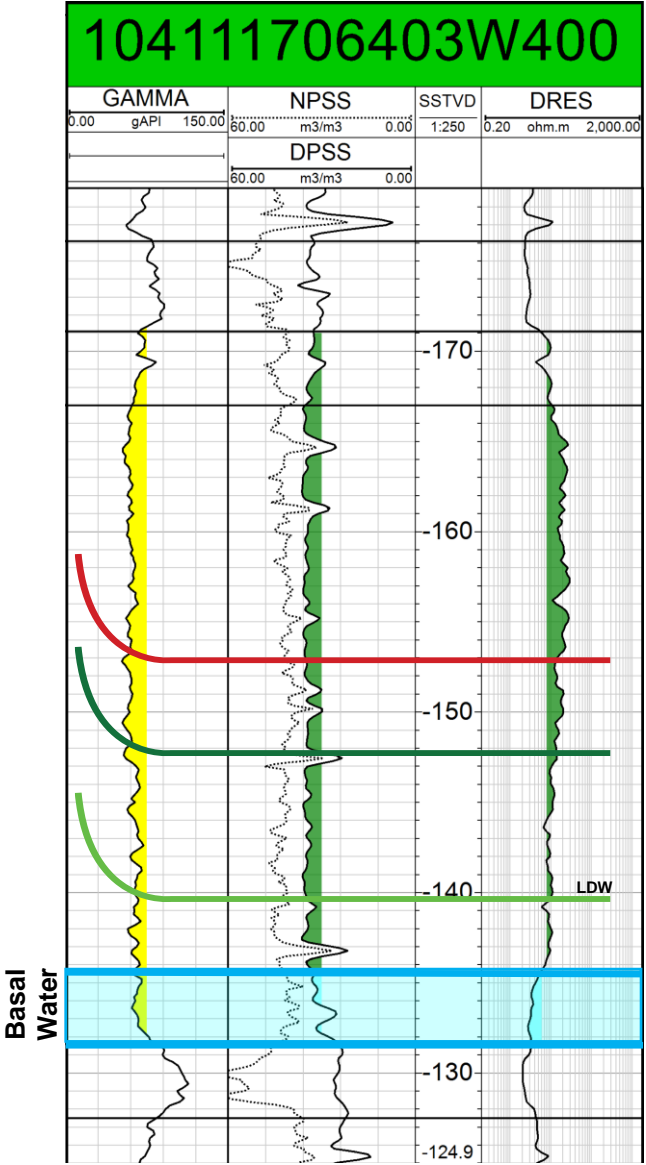 104111706403W400
GAMMA NPSS SSTVD DRES
0.00 gAPI 150.00 60.00 m3/m3 0.00 1:250 0.20 ohm.m 2,000.00
DPSS
60.00 m3/m3 0.00
-170
-160
-150
-140
LDW
Basal
Water
-130
-124.9